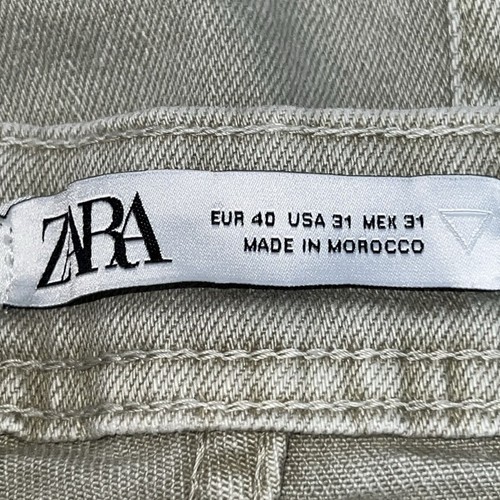 ZARA
EUR 40 USA 31 MEX 31
MADE IN MOROCCO